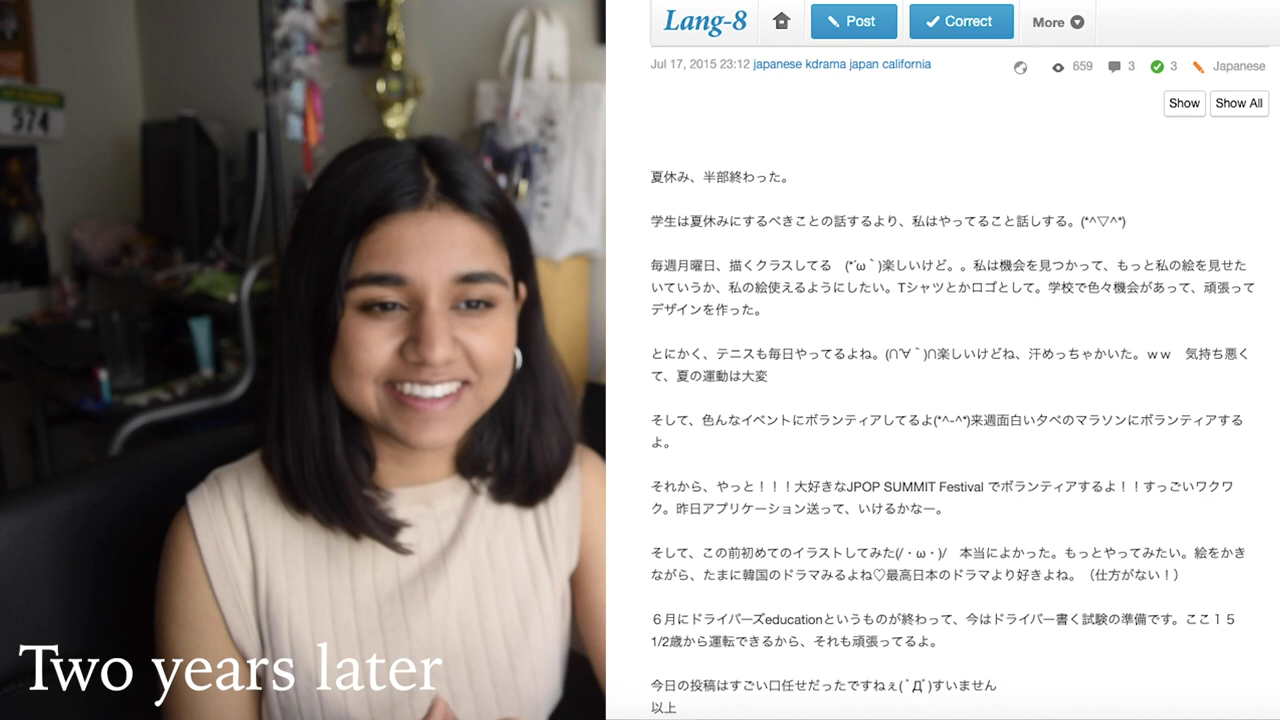 574
Two years later
Lang-8
Post
Correct
More
Jul 17, 2015 23:12 japanese kdrama japan california
659
3
3
Japanese
Show
Show All
夏休み、半部終わった。
学生は夏休みにするべきことの話するより、私はやってること話しする。(*^▽^*)
毎週月曜日、描くクラスしてる　(*´ω｀)楽しいけど。。私は機会を見つかって、もっと私の絵を見せた
いていうか、私の絵使えるようにしたい。Tシャツとかロゴとして。学校で色々機会があって、頑張って
デザインを作った。
とにかく、テニスも毎日やってるよね。(∩´∀｀)∩楽しいけどね、汗めっちゃかいた。ｗｗ　気持ち悪く
て、夏の運動は大変
そして、色んなイベントにボランティアしてるよ(*^-^*)来週面白い夕べのマラソンにボランティアする
よ。
それから、やっと！！！大好きなJPOP SUMMIT Festival でボランティアするよ！！すっごいワクワ
ク。昨日アプリケーション送って、いけるかなー。
そして、この前初めてのイラストしてみた(/・ω・)/　本当によかった。もっとやってみたい。絵をかき
ながら、たまに韓国のドラマみるよね♡最高日本のドラマより好きよね。（仕方がない！）
６月にドライバーズeducationというものが終わって、今はドライバー書く試験の準備です。ここ１５
1/2歳から運転できるから、それも頑張ってるよ。
今日の投稿はすごい口任せだったですねぇ( ﾟДﾟ)すいません
以上